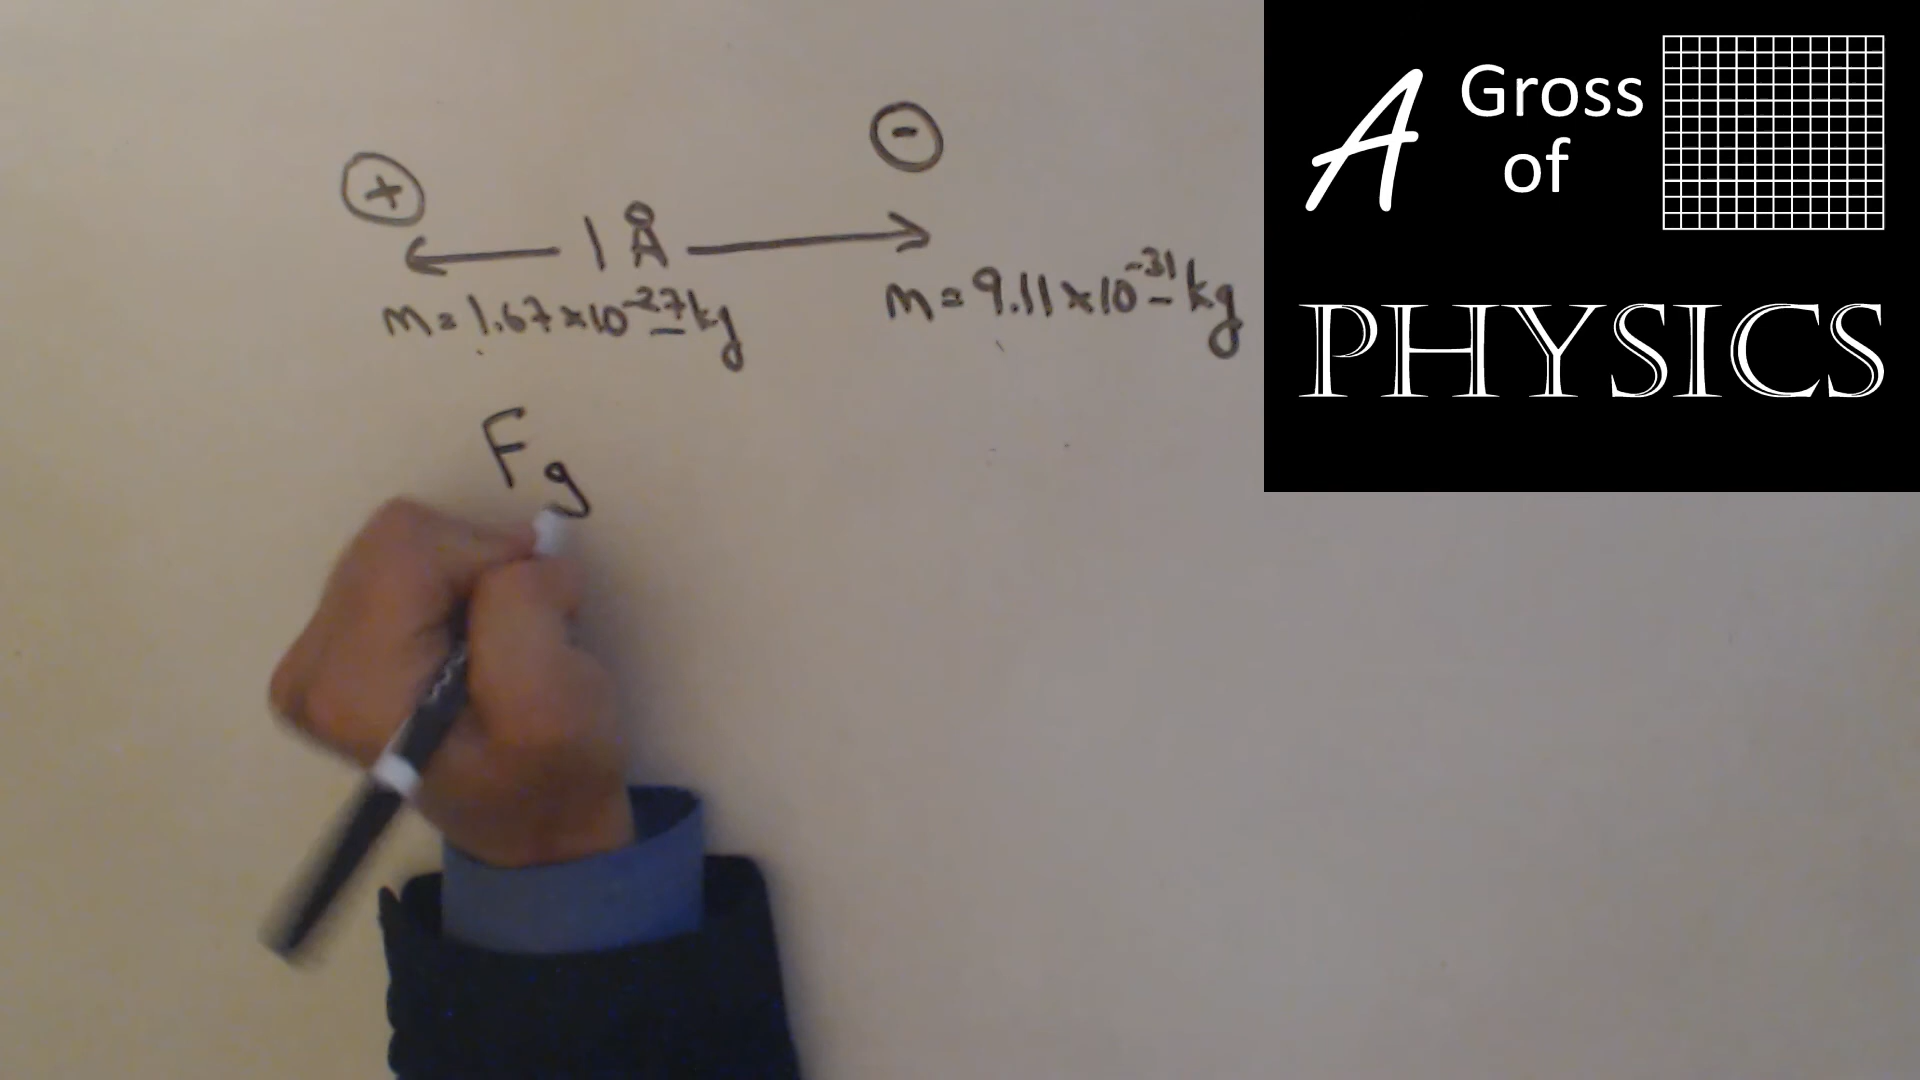 +
-
1 Å
m = 1.67 × 10⁻²⁷ kg
m = 9.11 × 10⁻³¹ kg
Fg
A Gross of
PHYSICS